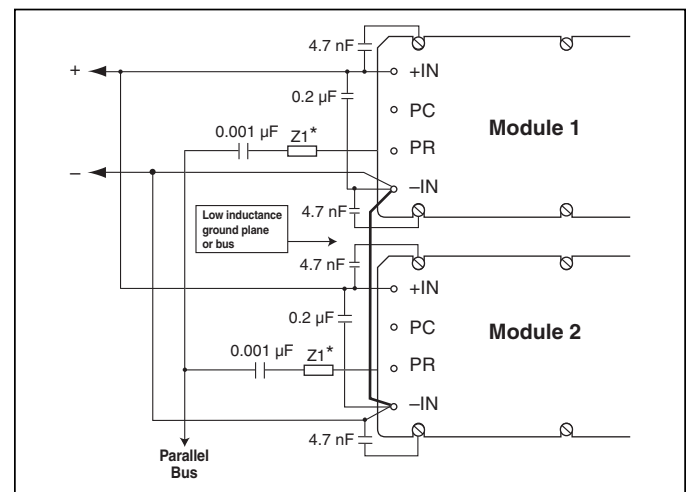 4.7 nF
+
+IN
0.2 µF
PC
Module 1
0.001 µF
Z1*
PR
–
–IN
4.7 nF
Low inductance
ground plane
or bus
4.7 nF
+IN
0.2 µF
PC
Module 2
0.001 µF
Z1*
PR
–IN
4.7 nF
Parallel
Bus